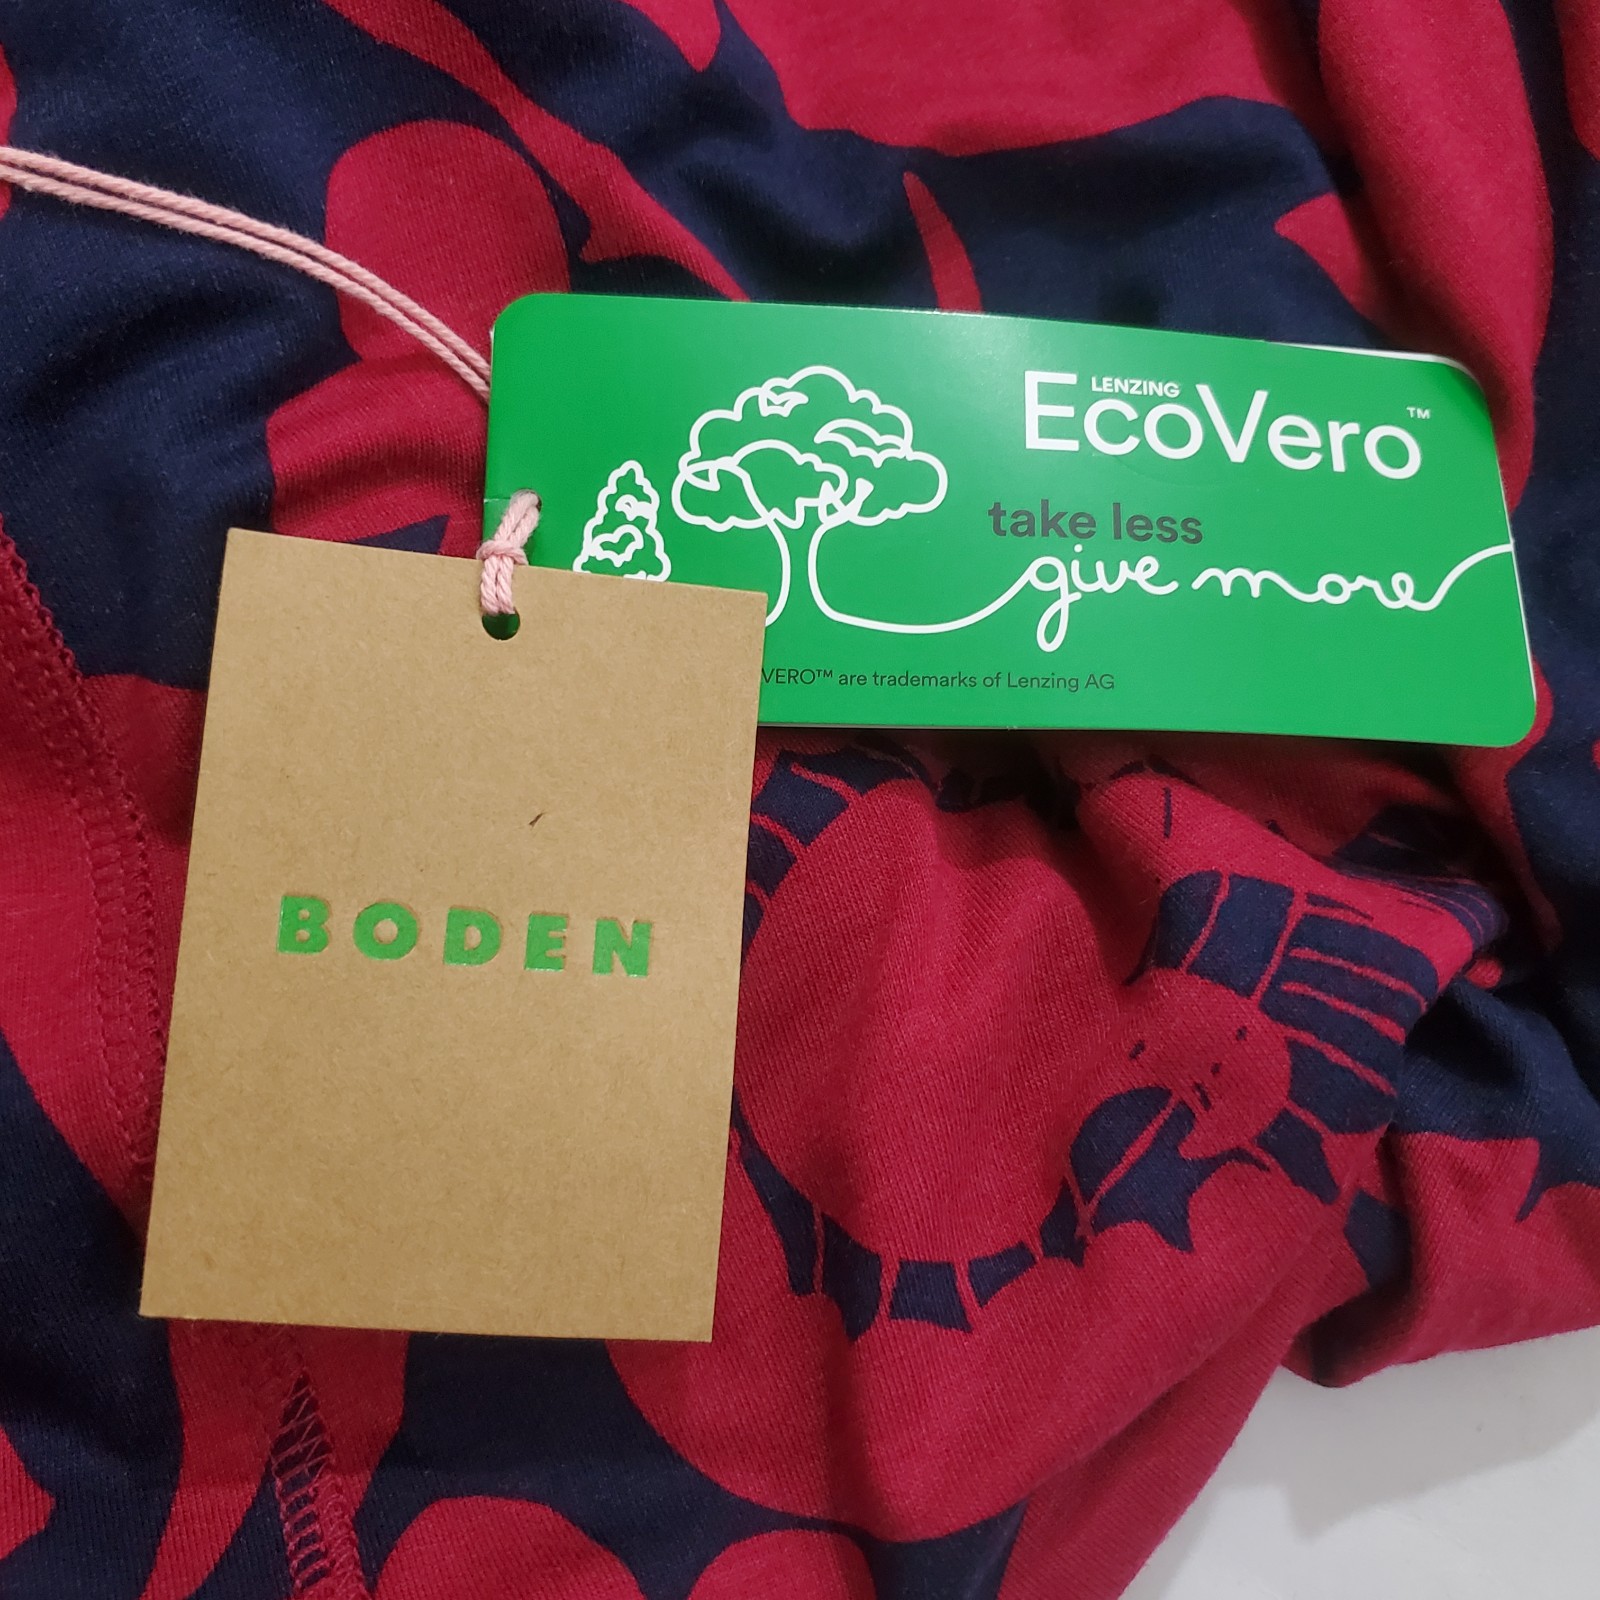 LENZING
EcoVero™
take less
give more
VERO™ are trademarks of Lenzing AG
BODEN